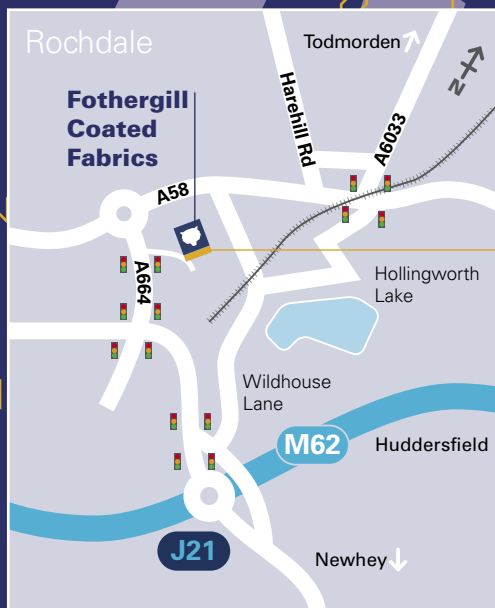 Rochdale
Todmorden
N
Fothergill
Coated
Fabrics
Harehill Rd
A6033
A58
A664
Hollingworth
Lake
Wildhouse
Lane
M62
Huddersfield
J21
Newhey